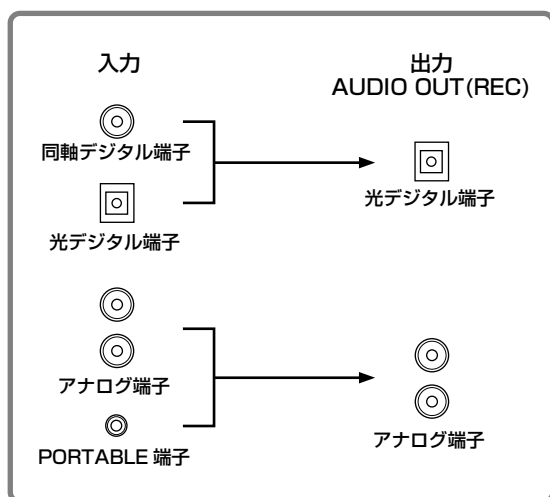 入力
出力
AUDIO OUT(REC)
同軸デジタル端子
光デジタル端子
光デジタル端子
アナログ端子
アナログ端子
PORTABLE 端子